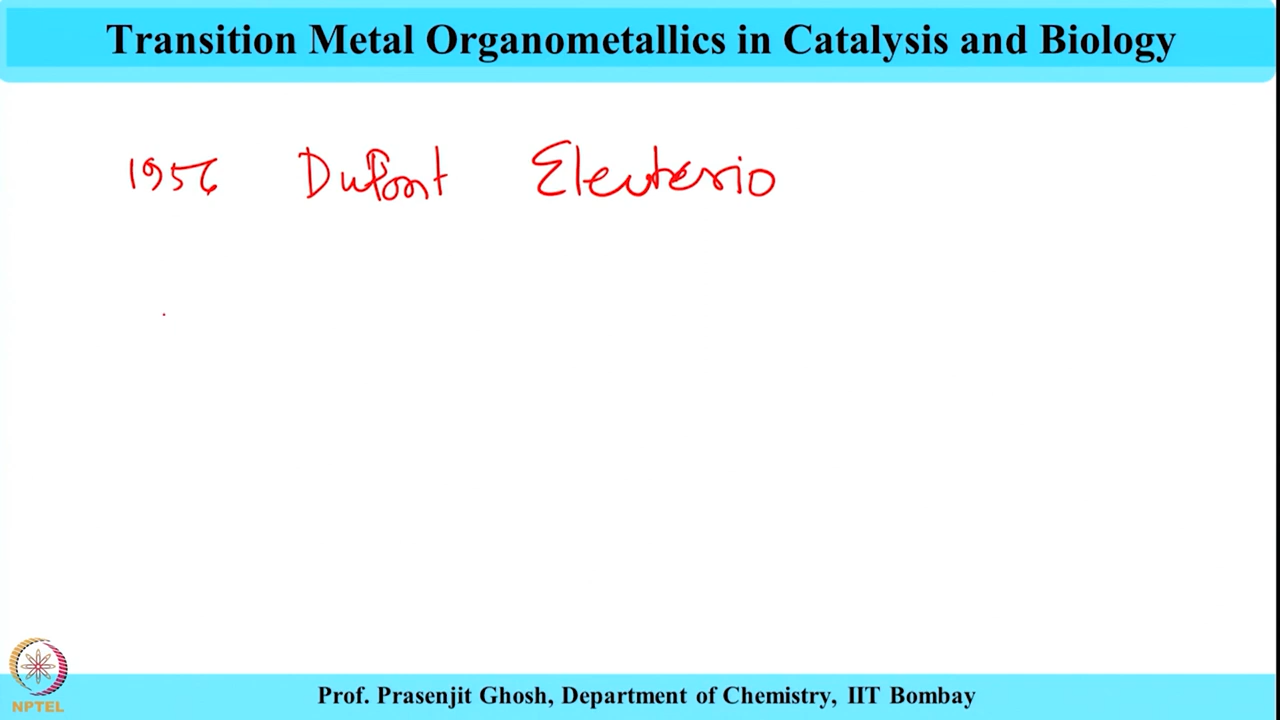 Transition Metal Organometallics in Catalysis and Biology
1956 DuPont Eleuterio
NPTEL
Prof. Prasenjit Ghosh, Department of Chemistry, IIT Bombay